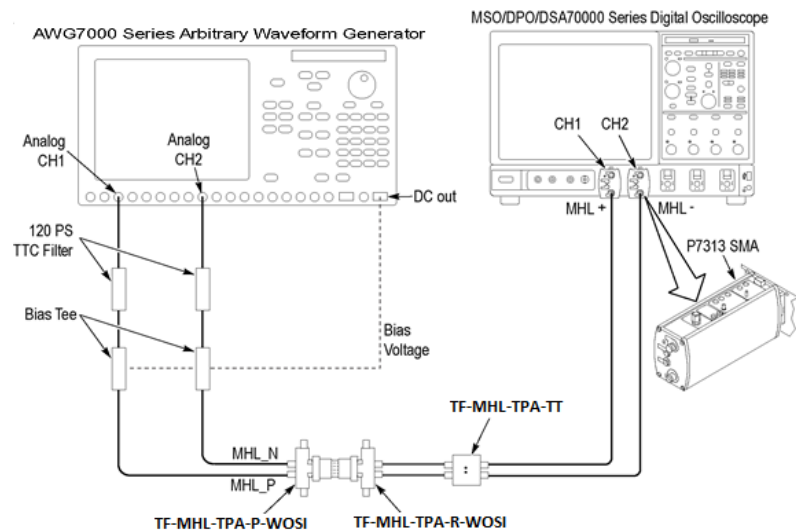 MSO/DPO/DSA70000 Series Digital Oscilloscope
AWG7000 Series Arbitrary Waveform Generator
Analog
CH1
Analog
CH2
DC out
CH1
CH2
MHL +
MHL -
P7313 SMA
120 PS
TTC Filter
Bias Tee
Bias
Voltage
TF-MHL-TPA-TT
MHL_N
MHL_P
TF-MHL-TPA-P-WOSI
TF-MHL-TPA-R-WOSI